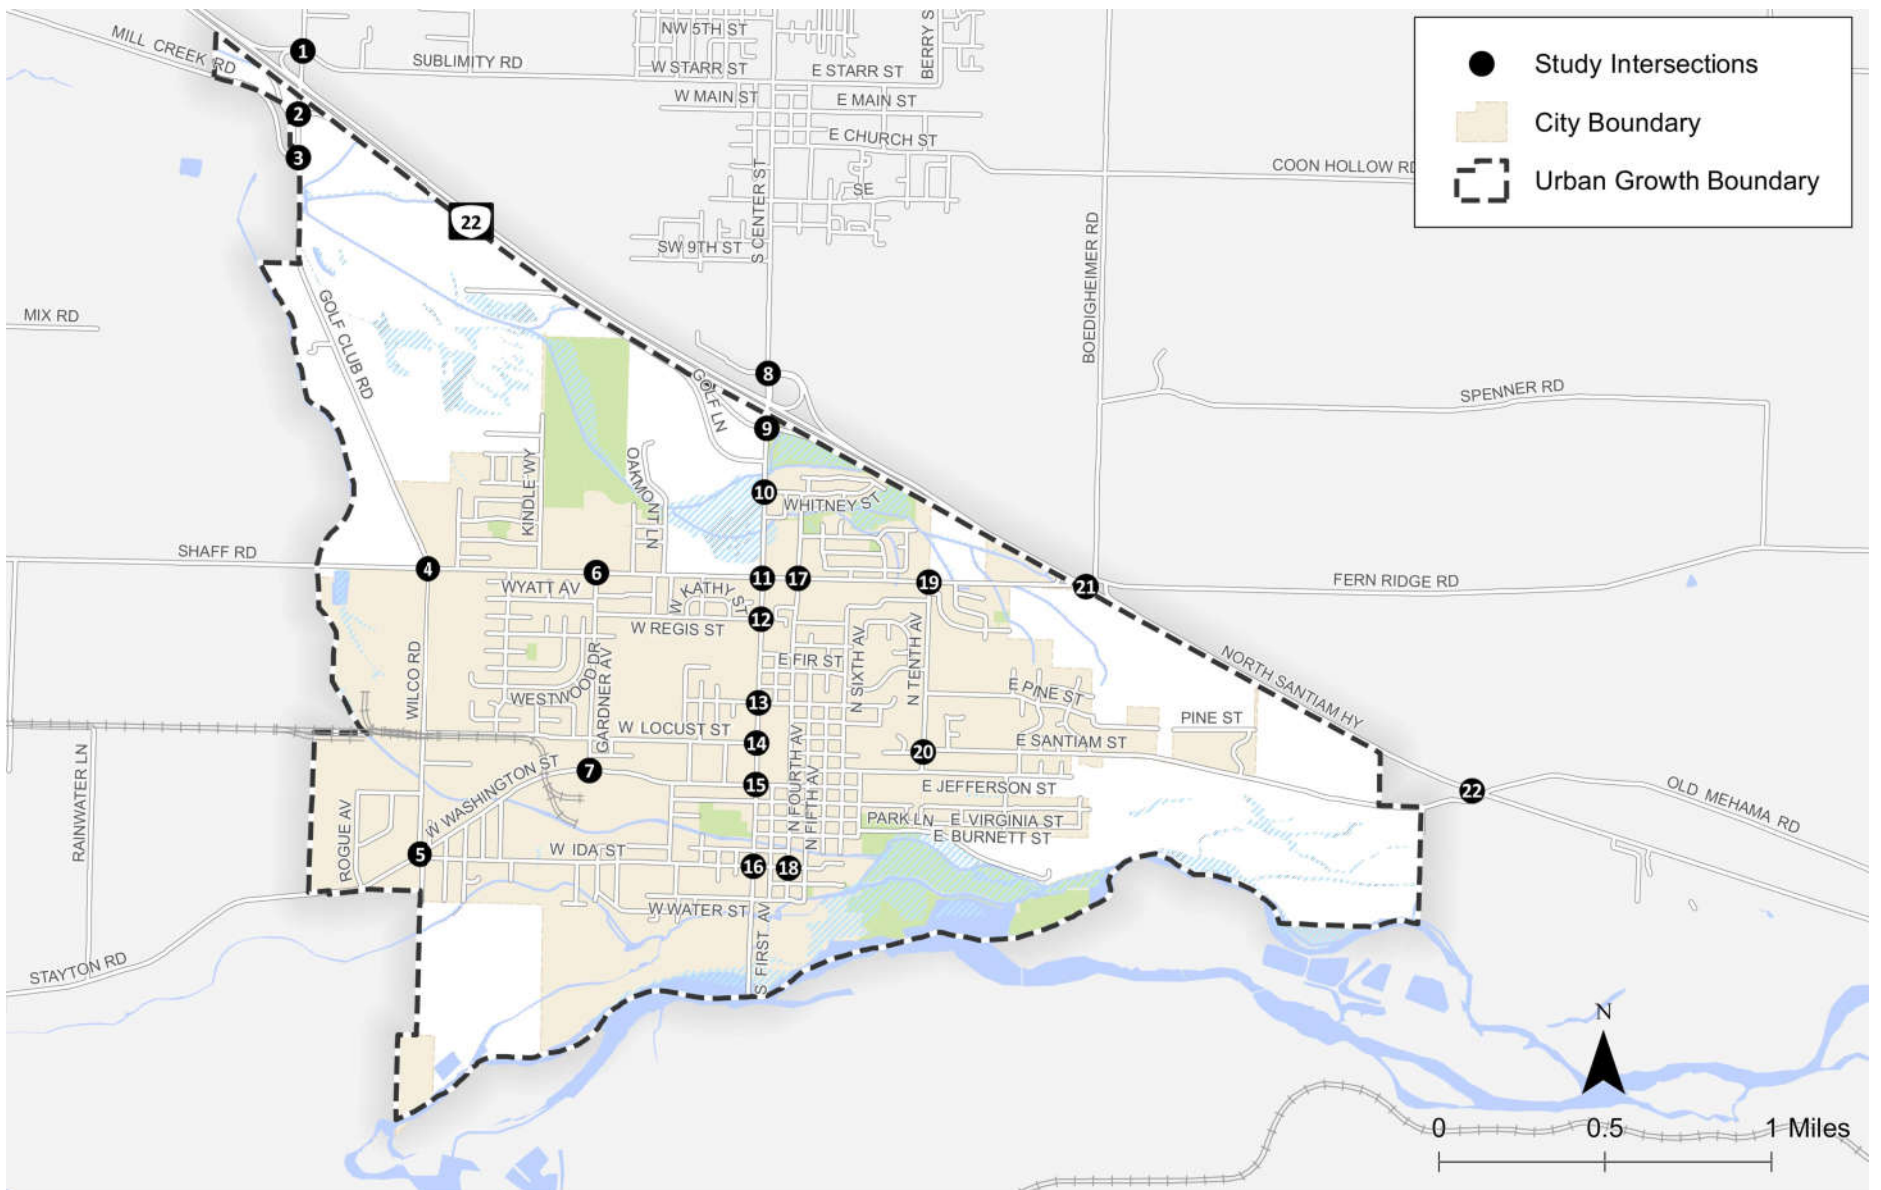 MILL CREEK RD
1
SUBLIMITY RD
NW 5TH ST
BERRY S
W STARR ST
E STARR ST
W MAIN ST
E MAIN ST
E CHURCH ST
2
3
S CENTER ST
SE
COON HOLLOW RD
22
SW 9TH ST
BOEDIGHEIMER RD
Study Intersections
City Boundary
Urban Growth Boundary
MIX RD
GOLF CLUB RD
8
GOLF LN
9
SPENNER RD
KINDLE WY
OAKMONT LN
10
WHITNEY ST
SHAFF RD
4
6
11
17
19
21
FERN RIDGE RD
WYATT AV
W KATHY ST
12
W REGIS ST
WILCO RD
WESTWOOD DR
GARDNER AV
E FIR ST
N SIXTH AV
N TENTH AV
NORTH SANTIAM HY
E PINE ST
13
PINE ST
W LOCUST ST
14
20
E SANTIAM ST
RAINWATER LN
W WASHINGTON ST
7
15
N FOURTH AV
N FIFTH AV
E JEFFERSON ST
22
OLD MEHAMA RD
ROGUE AV
PARK LN
E VIRGINIA ST
E BURNETT ST
5
W IDA ST
16
18
W WATER ST
S FIRST AV
STAYTON RD
N
0
0.5
1 Miles